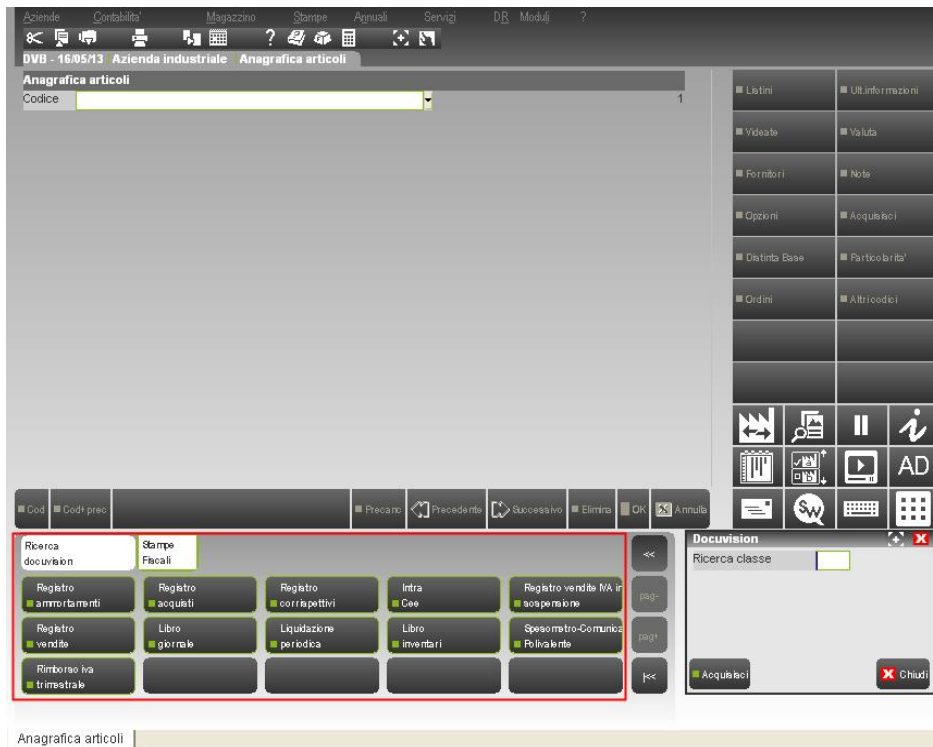 Aziende Contabilita' Magazzino Stampe Annuali Servizi DR Moduli ?
DVB - 16/05/13 Azienda industriale Anagrafica articoli
Anagrafica articoli
Codice 1
Listini Ult.informazioni
Videate Valuta
Fornitori Note
Opzioni Acquisisci
Distinta Base Particolarita'
Ordini Altri codici
AD
SW
Cod Cod+prec Precanc Precedente Successivo Elimina OK Annulla
Ricerca docuvision
Stampe Fiscali
<<
Registro ammortamenti
Registro acquisti
Registro corrispettivi
Intra Cee
Registro vendite IVA in sospensione
pag-
Registro vendite
Libro giornale
Liquidazione periodica
Libro inventari
Spesometro-Comunica Polivalente
pag+
Rimborso iva trimestrale
|<<
Docuvision
Ricerca classe
Acquisisci Chiudi
Anagrafica articoli